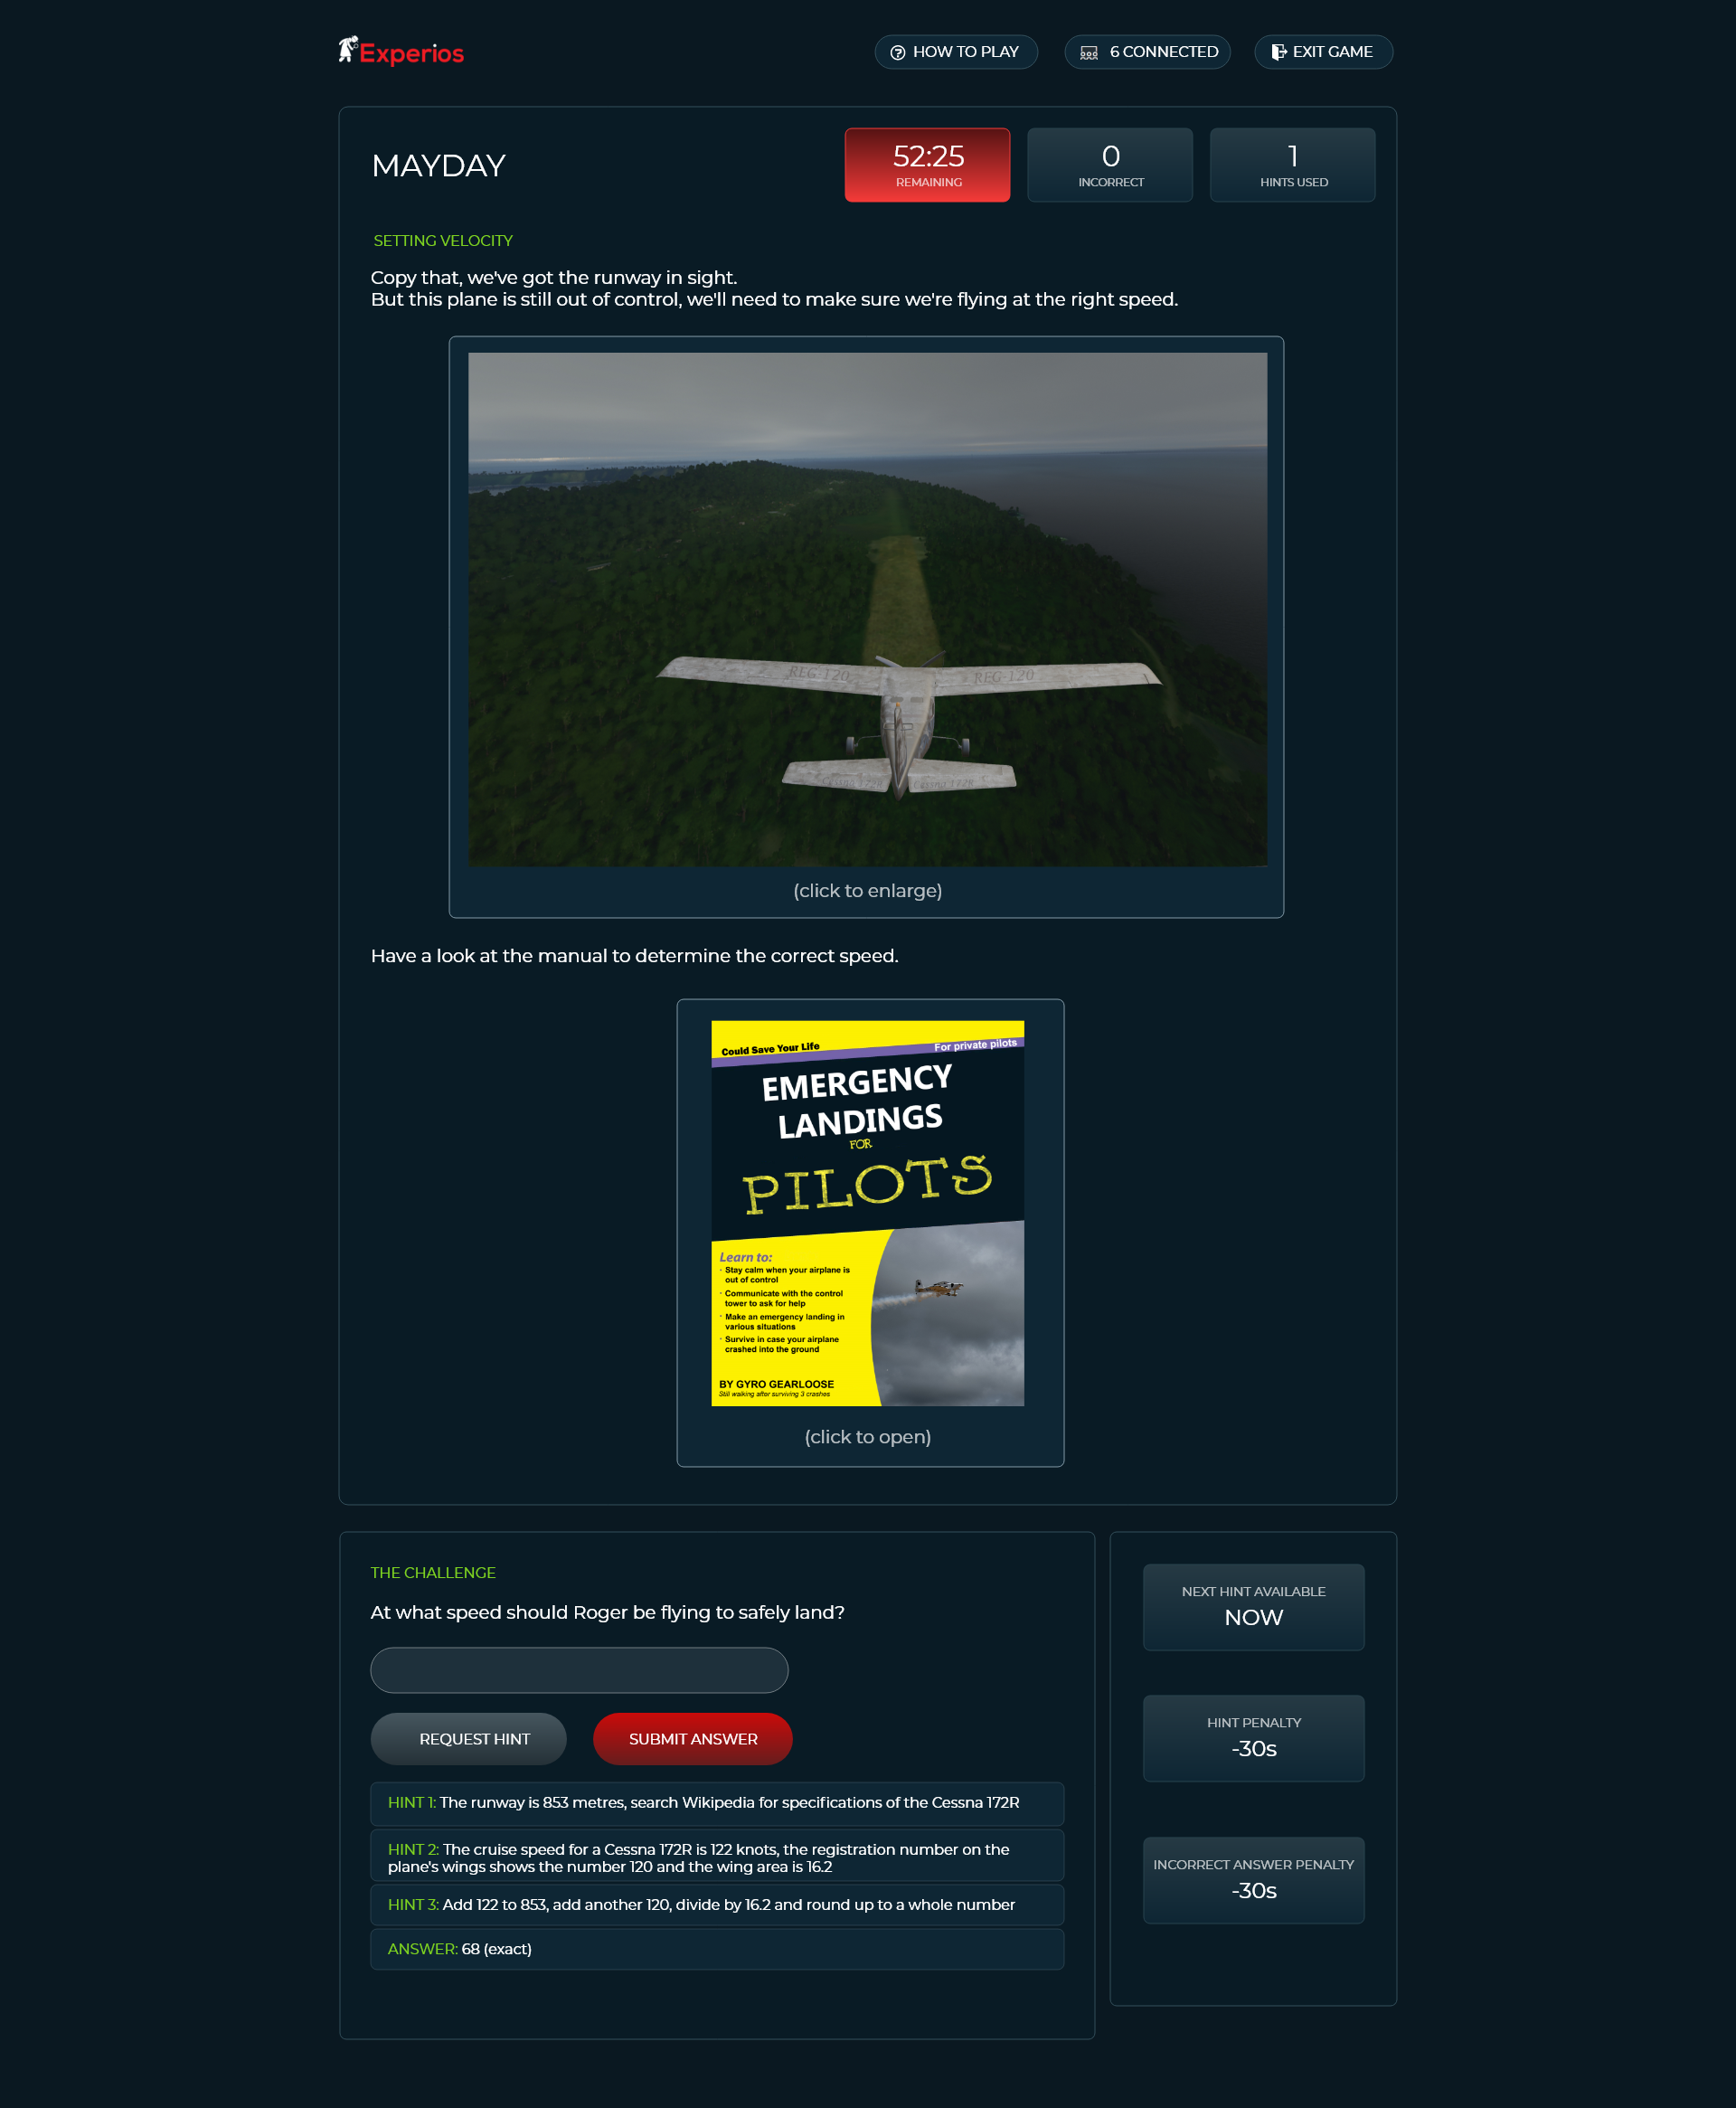 Experios
HOW TO PLAY
6 CONNECTED
EXIT GAME
MAYDAY
52:25
REMAINING
0
INCORRECT
1
HINTS USED
SETTING VELOCITY
Copy that, we've got the runway in sight.
But this plane is still out of control, we'll need to make sure we're flying at the right speed.
REG-120
REG-120
Cessna 172R
Cessna 172R
(click to enlarge)
Have a look at the manual to determine the correct speed.
Could Save Your Life
For private pilots
EMERGENCY
LANDINGS
FOR
PILOTS
Learn to:
· Stay calm when your airplane is
out of control
· Communicate with the control
tower to ask for help
· Make an emergency landing in
various situations
· Survive in case your airplane
crashed into the ground
BY GYRO GEARLOOSE
Still walking after surviving 3 crashes
(click to open)
THE CHALLENGE
At what speed should Roger be flying to safely land?
REQUEST HINT
SUBMIT ANSWER
HINT 1: The runway is 853 metres, search Wikipedia for specifications of the Cessna 172R
HINT 2: The cruise speed for a Cessna 172R is 122 knots, the registration number on the
plane's wings shows the number 120 and the wing area is 16.2
HINT 3: Add 122 to 853, add another 120, divide by 16.2 and round up to a whole number
ANSWER: 68 (exact)
NEXT HINT AVAILABLE
NOW
HINT PENALTY
-30s
INCORRECT ANSWER PENALTY
-30s